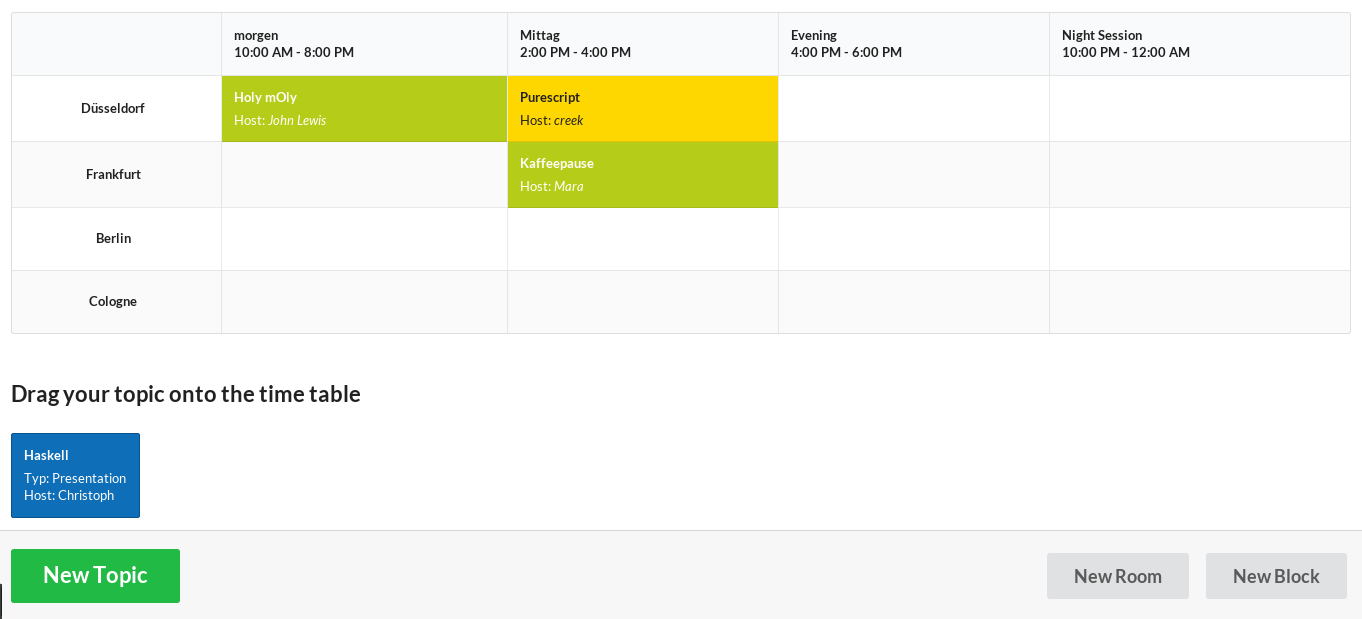 morgen
10:00 AM - 8:00 PM
Mittag
2:00 PM - 4:00 PM
Evening
4:00 PM - 6:00 PM
Night Session
10:00 PM - 12:00 AM
Düsseldorf
Holy mOly
Host: John Lewis
Purescript
Host: creek
Frankfurt
Kaffeepause
Host: Mara
Berlin
Cologne
Drag your topic onto the time table
Haskell
Typ: Presentation
Host: Christoph
New Topic
New Room
New Block